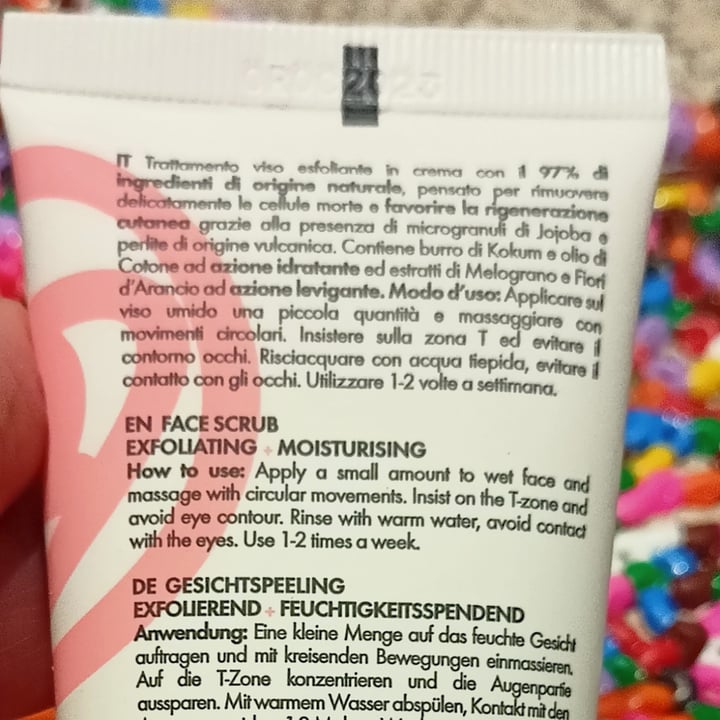 IT Trattamento viso esfoliante in crema con il 97% di
ingredienti di origine naturale, pensato per rimuovere
delicatamente le cellule morte e favorire la rigenerazione
cutanea grazie alla presenza di microgranuli di Jojoba e
perlite di origine vulcanica. Contiene burro di Kokum e olio di
Cotone ad azione idratante ed estratti di Melograno e Fiori
d'Arancio ad azione levigante. Modo d'uso: Applicare sul
viso umido una piccola quantità e massaggiare con
movimenti circolari. Insistere sulla zona T ed evitare il
contorno occhi. Risciacquare con acqua tiepida, evitare il
contatto con gli occhi. Utilizzare 1-2 volte a settimana.
EN FACE SCRUB
EXFOLIATING + MOISTURISING
How to use: Apply a small amount to wet face and
massage with circular movements. Insist on the T-zone and
avoid eye contour. Rinse with warm water, avoid contact
with the eyes. Use 1-2 times a week.
DE GESICHTSPEELING
EXFOLIEREND + FEUCHTIGKEITSSPENDEND
Anwendung: Eine kleine Menge auf das feuchte Gesicht
auftragen und mit kreisenden Bewegungen einmassieren.
Auf die T-Zone konzentrieren und die Augenpartie
aussparen. Mit warmem Wasser abspülen, Kontakt mit den